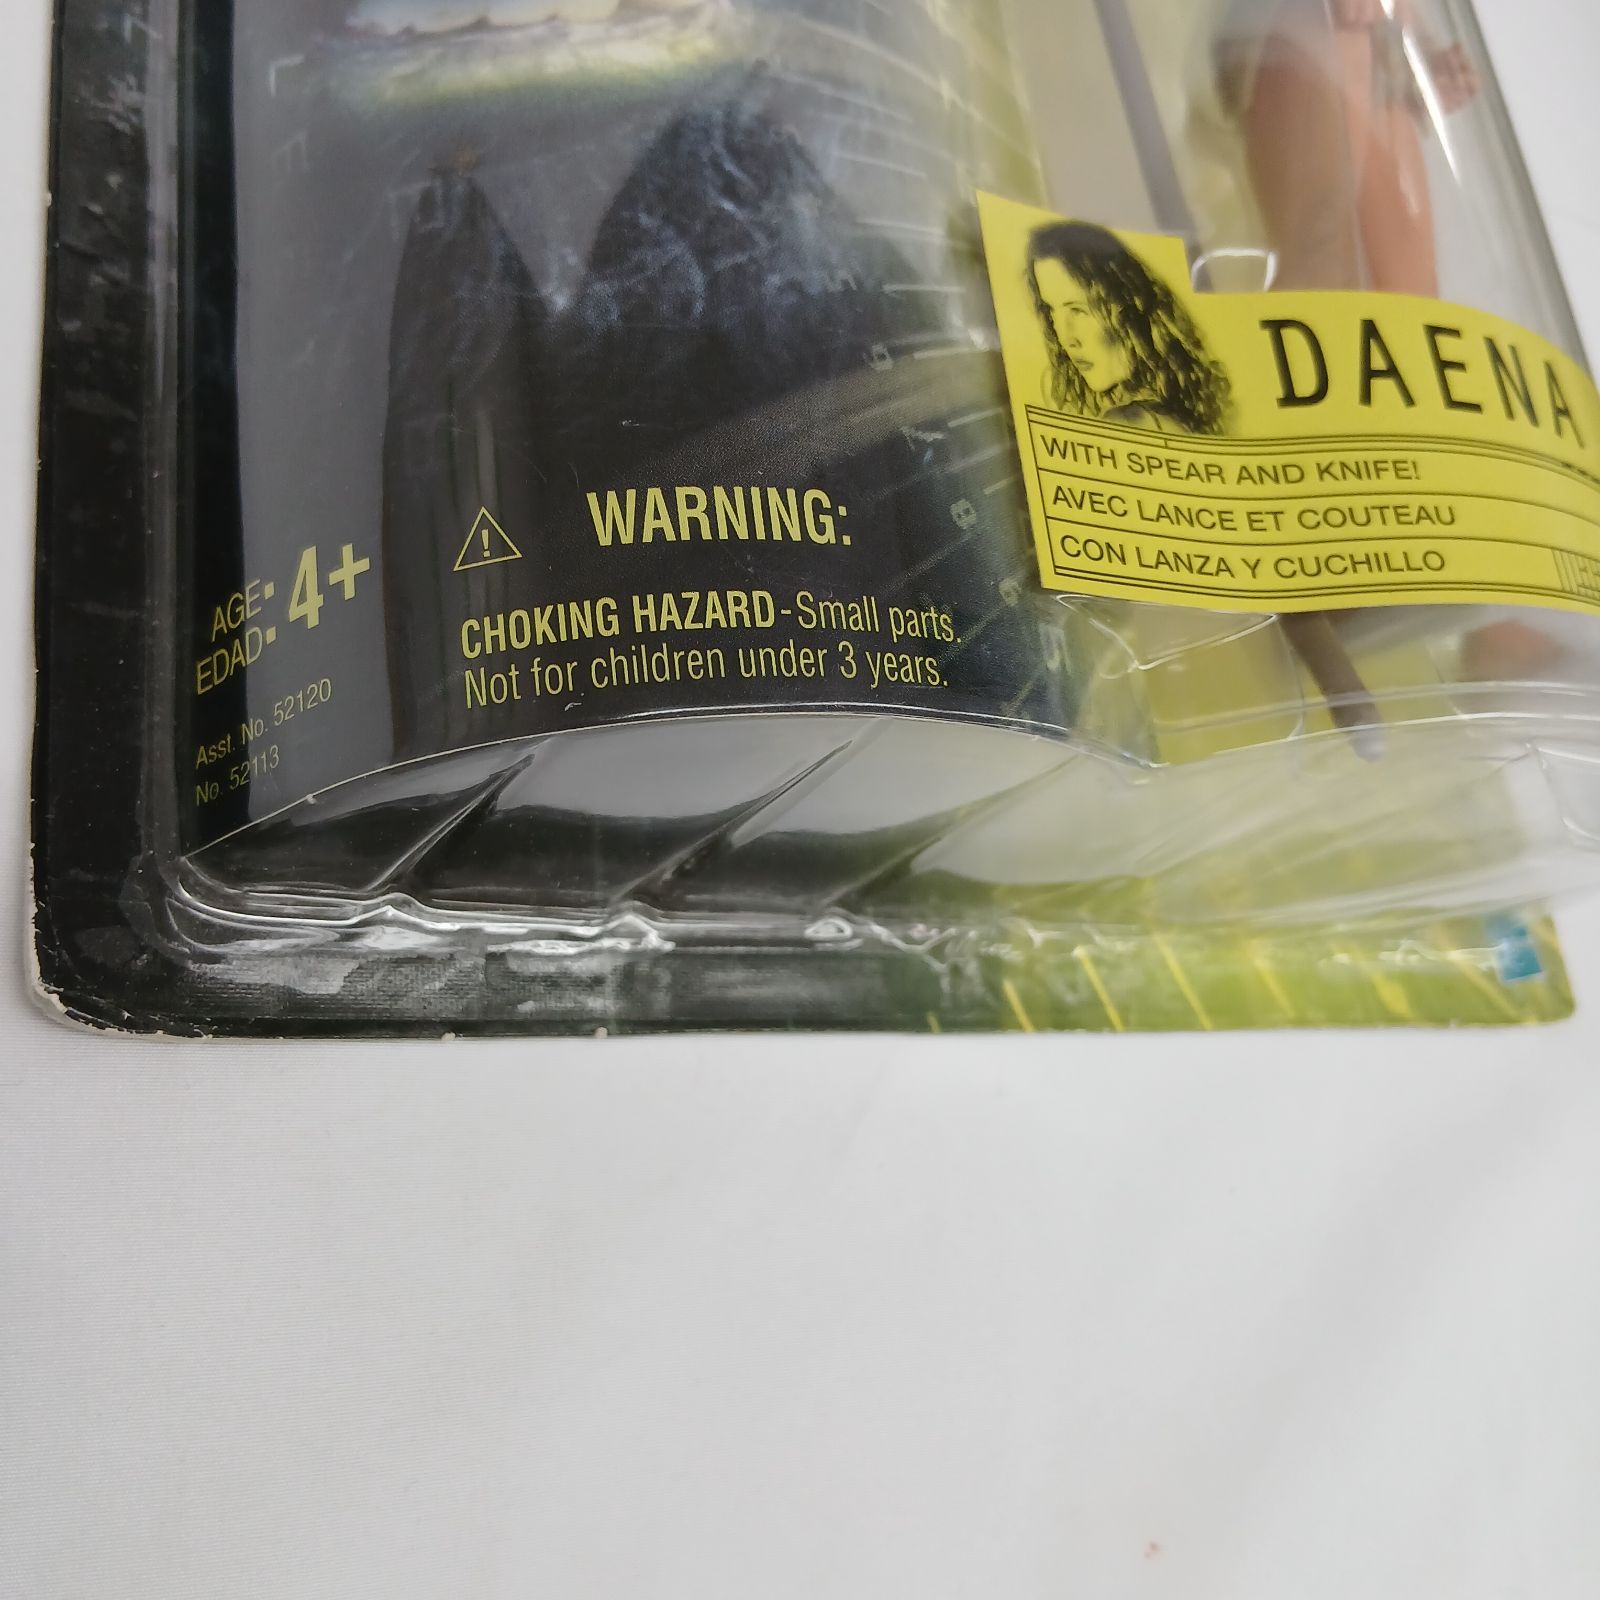 DAENA
WITH SPEAR AND KNIFE!
AVEC LANCE ET COUTEAU
CON LANZA Y CUCHILLO
WARNING:
CHOKING HAZARD-Small parts.
Not for children under 3 years.
AGE: 4+
EDAD:
Asst. No. 52120
No. 52113